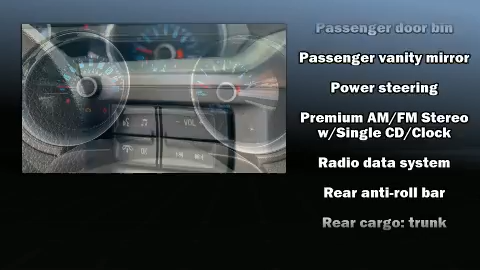 Passenger door bin
Passenger vanity mirror
Power steering
Premium AM/FM Stereo
w/Single CD/Clock
Radio data system
Rear anti-roll bar
Rear cargo: trunk
VOL